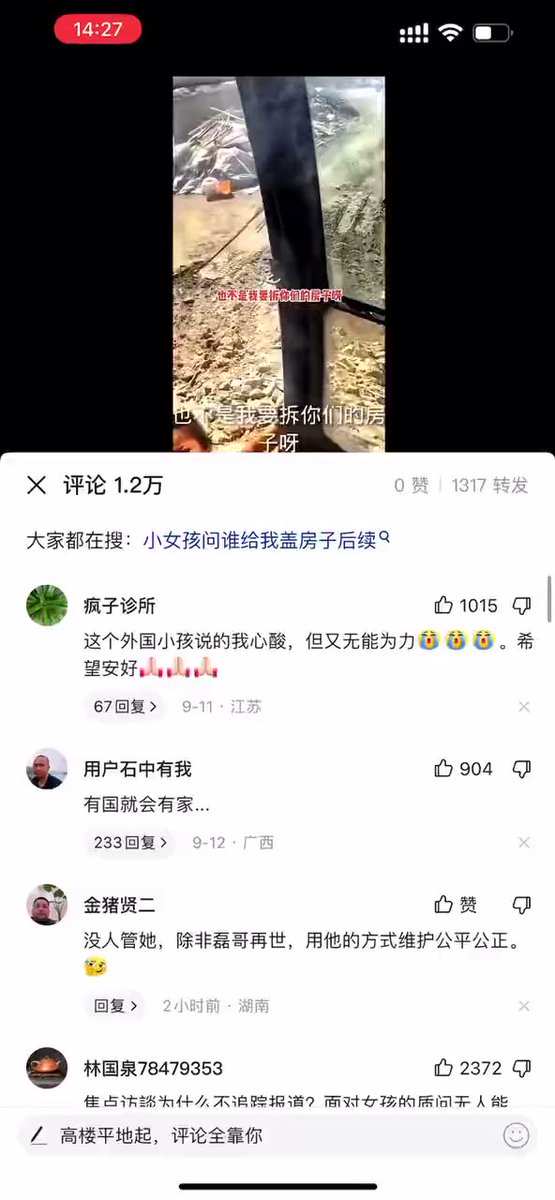 14:27
也不是我要拆你们的房子呀
也不是我要拆你们的房
子呀
评论 1.2万
0 赞 | 1317 转发
大家都在搜：小女孩问谁给我盖房子后续
疯子诊所
1015
这个外国小孩说的我心酸，但又无能为力😭😭😭。希
望安好🙏🏻🙏🏻🙏🏻
67回复 >
9-11 · 江苏
用户石中有我
904
有国就会有家...
233回复 >
9-12 · 广西
金猪贤二
赞
没人管她，除非磊哥再世，用他的方式维护公平公正。
😅
回复 >
2小时前 · 湖南
林国泉78479353
2372
焦点访谈为什么不追踪报道？面对女孩的质问无人能
高楼平地起，评论全靠你